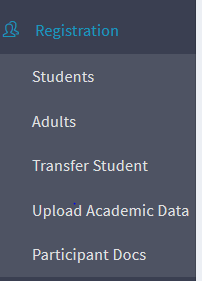 Registration
Students
Adults
Transfer Student
Upload Academic Data
Participant Docs